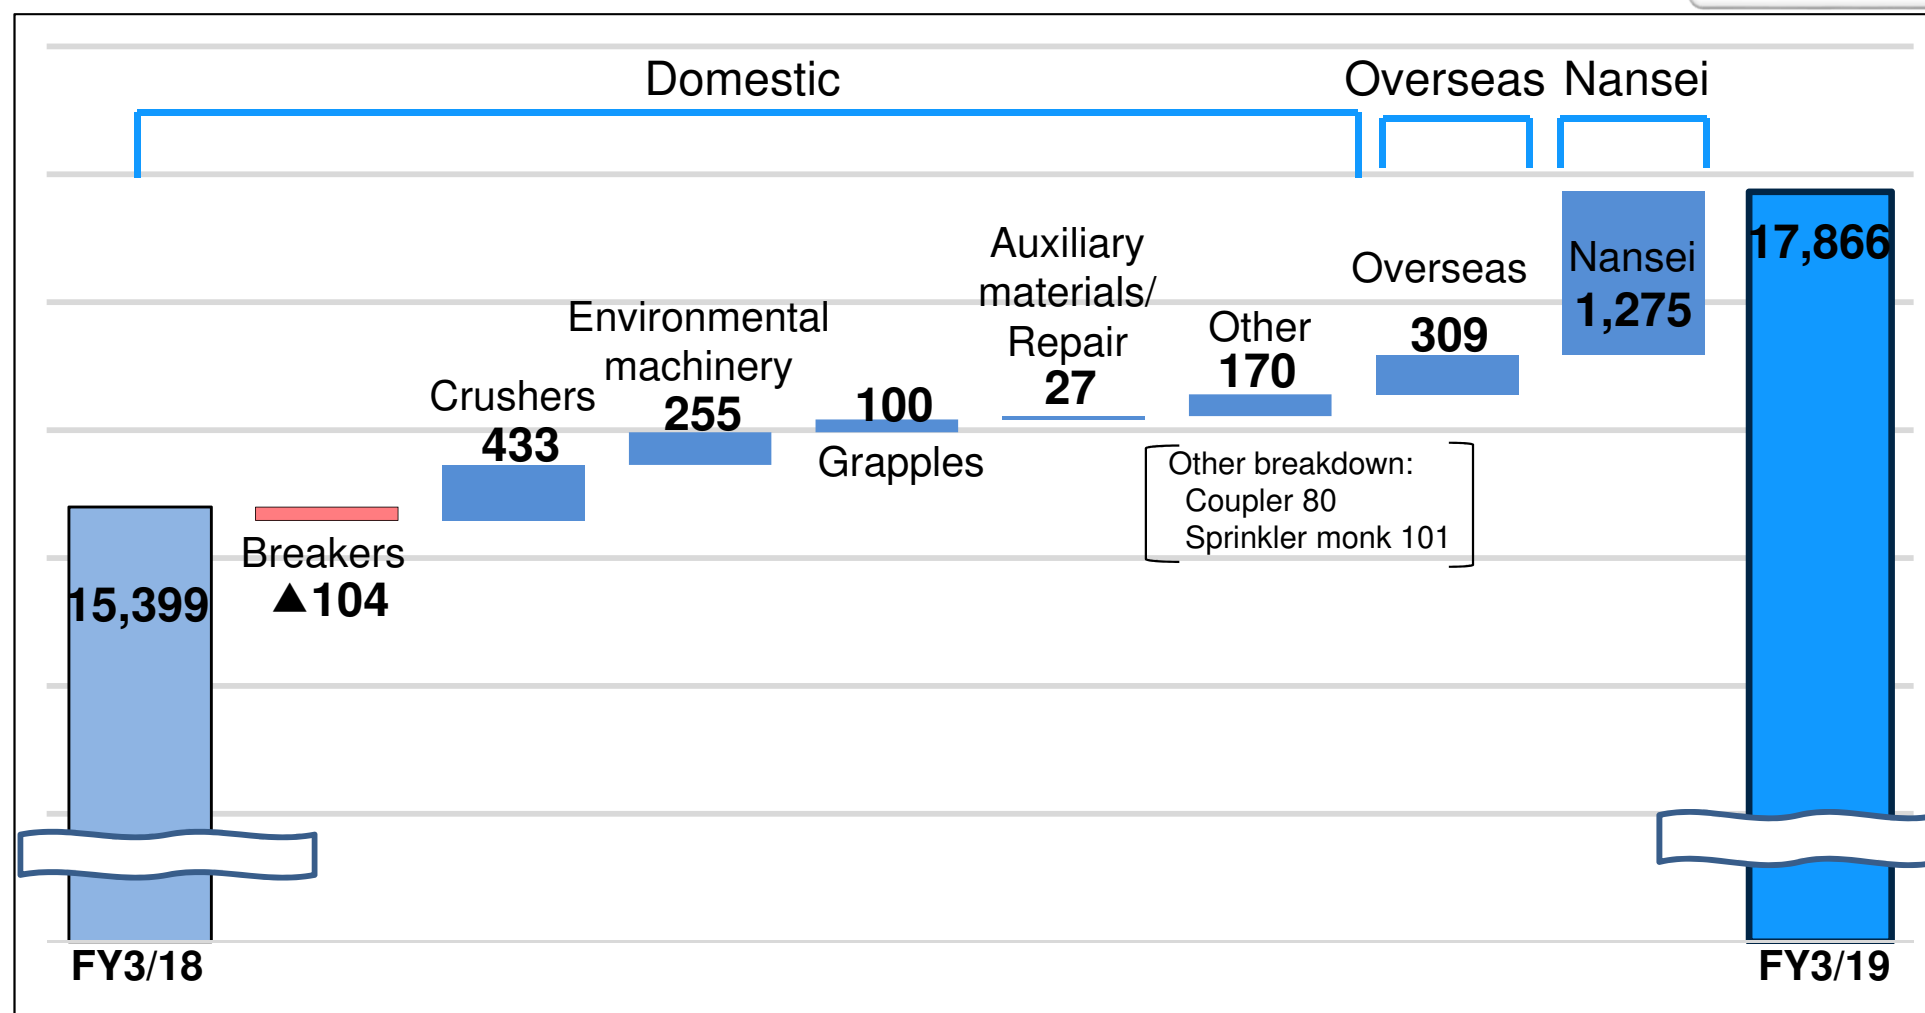 Domestic
Overseas
Nansei
15,399
FY3/18
Breakers
▲104
Crushers
433
Environmental
machinery
255
100
Grapples
Auxiliary
materials/
Repair
27
Other
170
Other breakdown:
Coupler 80
Sprinkler monk 101
Overseas
309
Nansei
1,275
17,866
FY3/19